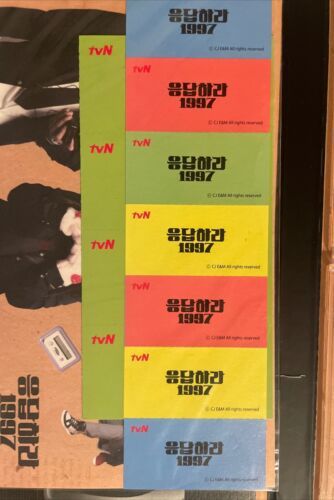 응답하라
1997
ⓒ CJ E&M All rights reserved
tvN
tvN
응답하라
1997
ⓒ CJ E&M All rights reserved
tvN
tvN
응답하라
1997
ⓒ CJ E&M All rights reserved
tvN
응답하라
1997
ⓒ CJ E&M All rights reserved
tvN
tvN
응답하라
1997
ⓒ CJ E&M All rights reserved
tvN
tvN
응답하라
1997
ⓒ CJ E&M All rights reserved
tvN
응답하라
1997
ⓒ CJ E&M All rights reserved
응답하라
1997